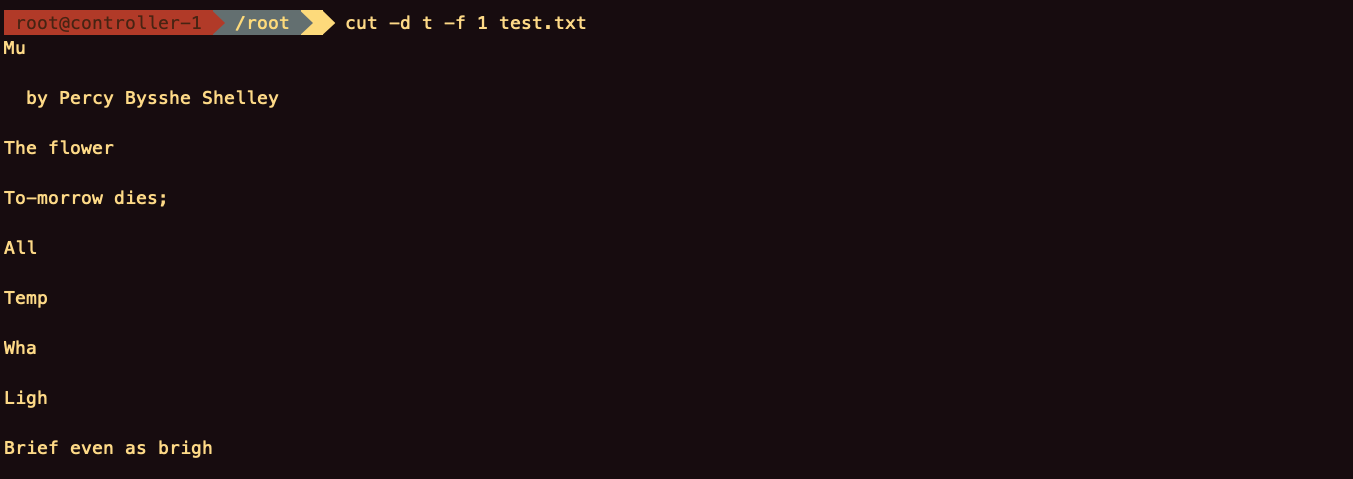 root@controller-1 /root cut -d t -f 1 test.txt
Mu
by Percy Bysshe Shelley
The flower
To-morrow dies;
All
Temp
Wha
Ligh
Brief even as brigh